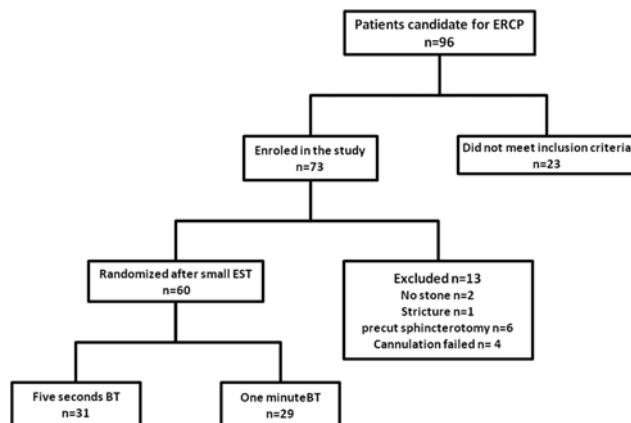 Patients candidate for ERCP
n=96
Enroled in the study
n=73
Did not meet inclusion criteria
n=23
Randomized after small EST
n=60
Excluded n=13
No stone n=2
Stricture n=1
precut sphincterotomy n=6
Cannulation failed n= 4
Five seconds BT
n=31
One minuteBT
n=29